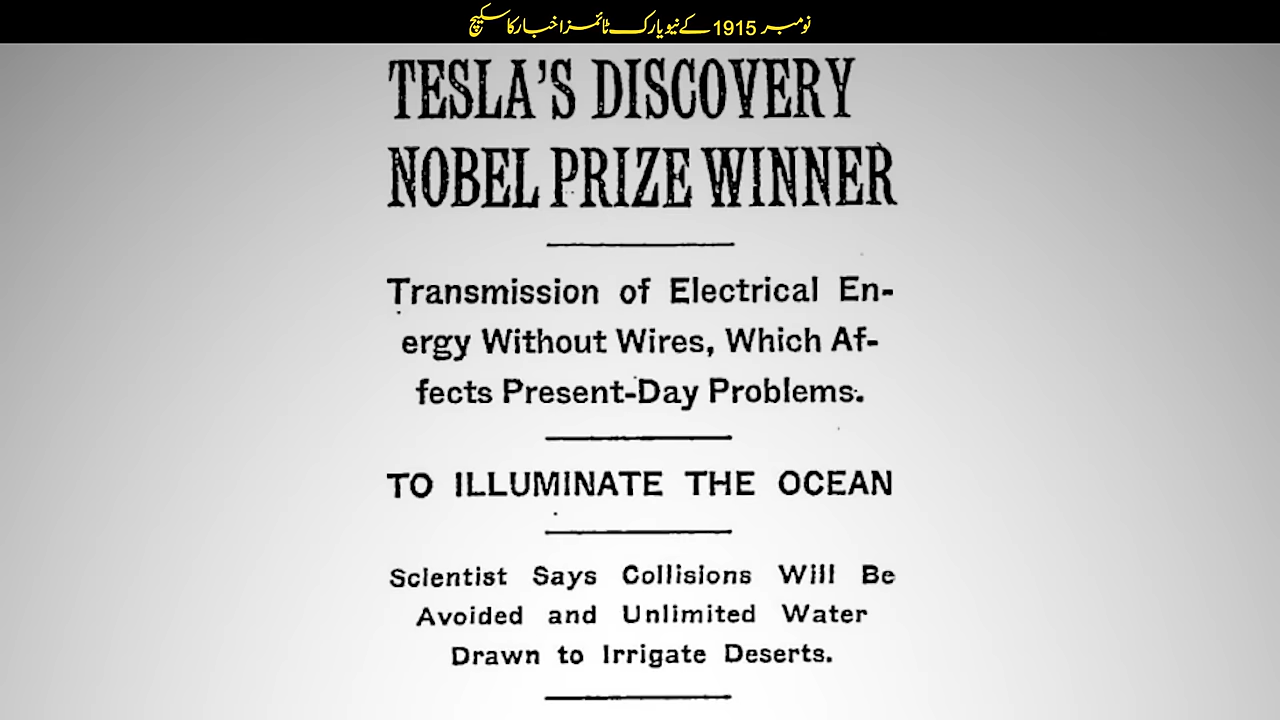 نومبر 1915 کے نیویارک ٹائمز اخبار کا سکیچ
TESLA'S DISCOVERY
NOBEL PRIZE WINNER
Transmission of Electrical En-
ergy Without Wires, Which Af-
fects Present-Day Problems.
TO ILLUMINATE THE OCEAN
Scientist Says Collisions Will Be
Avoided and Unlimited Water
Drawn to Irrigate Deserts.